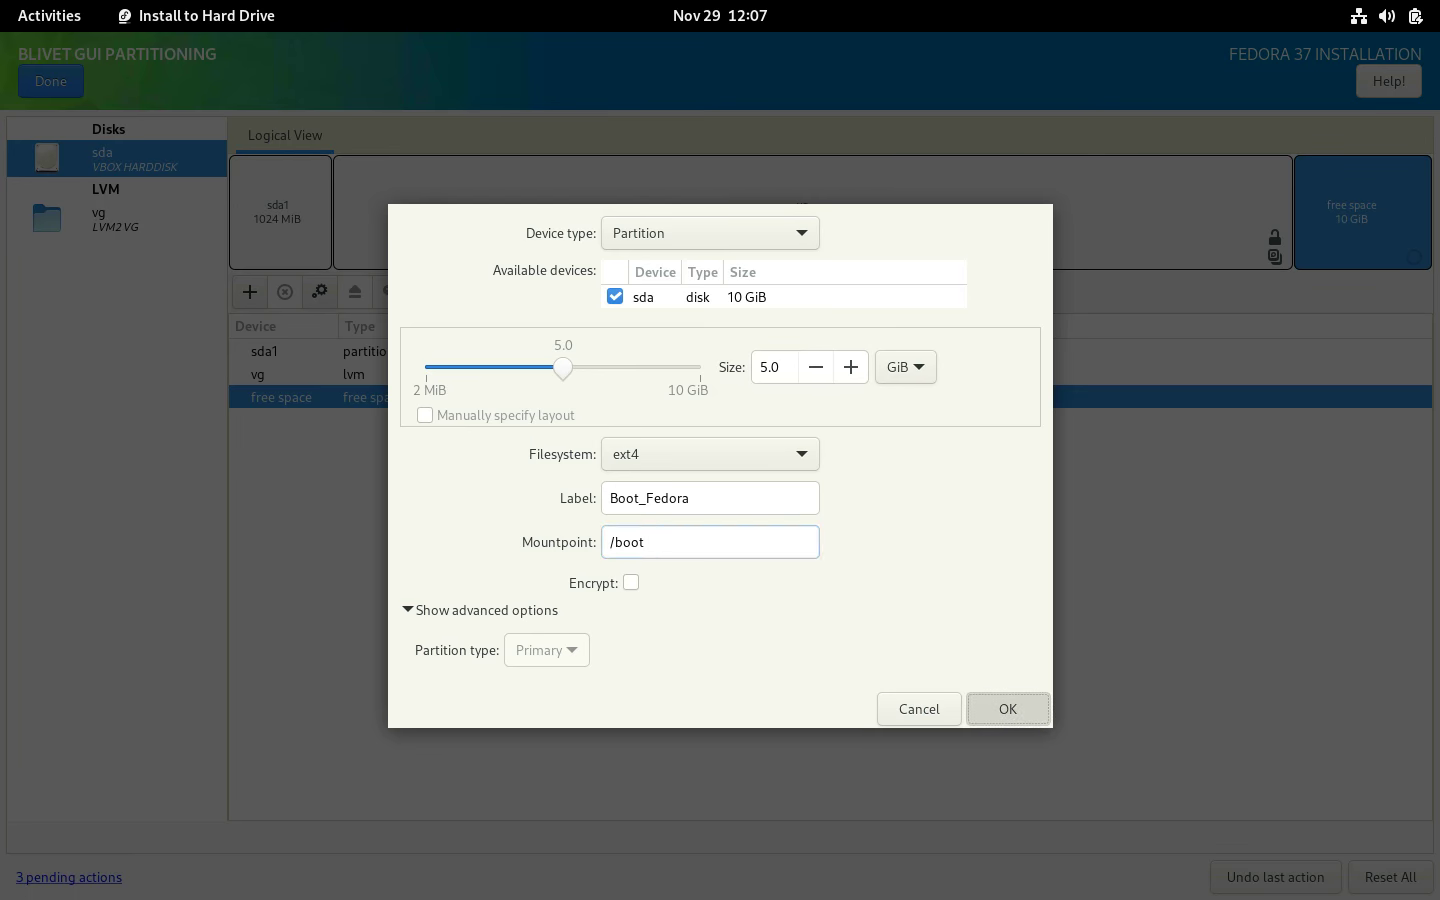 Activities Install to Hard Drive Nov 29 12:07
BLIVET GUI PARTITIONING FEDORA 37 INSTALLATION
Done Help!
Disks
Logical View
sda
VBOX HARDDISK
LVM
vg
LVM2 VG
sda1
1024 MiB
free space
10 GiB
Device Type
sda1 partitio
vg lvm
free space free spa
Device type: Partition
Available devices: Device Type Size
sda disk 10 GiB
5.0
Size: 5.0 GiB
2 MiB 10 GiB
Manually specify layout
Filesystem: ext4
Label: Boot_Fedora
Mountpoint: /boot
Encrypt:
Show advanced options
Partition type: Primary
Cancel OK
3 pending actions Undo last action Reset All